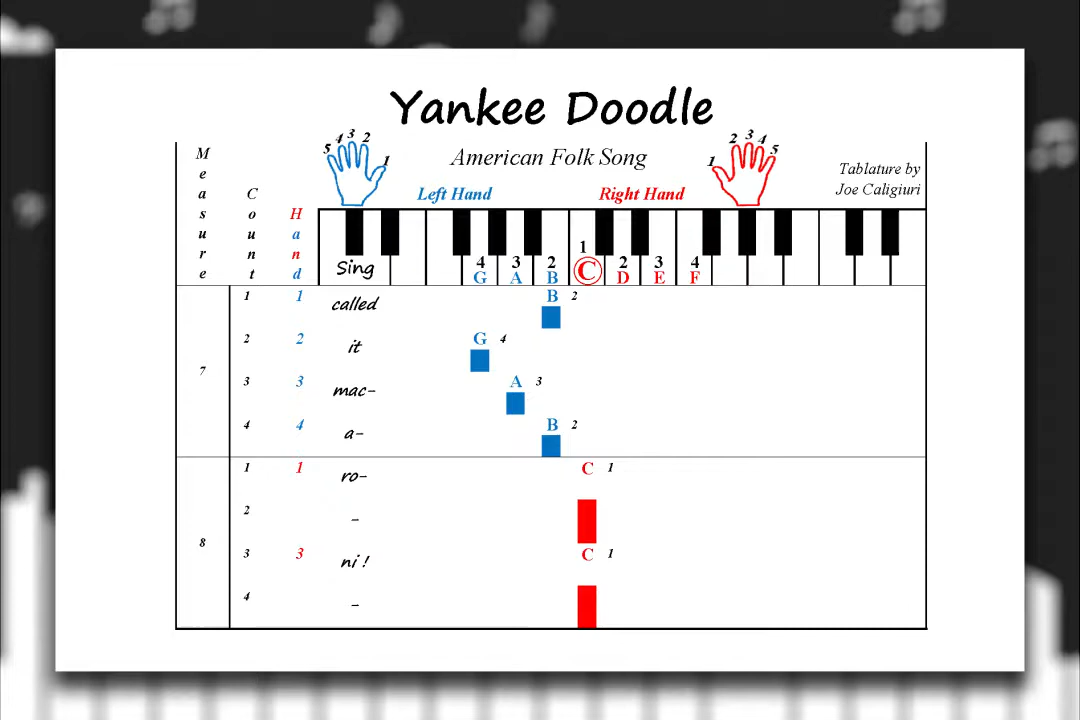 Yankee Doodle
5 4 3 2 1
American Folk Song
1 2 3 4 5
Tablature by
Joe Caligiuri
Left Hand
Right Hand
Measure
Count
Hand
Sing
4 3 2 1 2 3 4
G A B C D E F
7
1 1 called B 2
2 2 it G 4
3 3 mac- A 3
4 4 a- B 2
8
1 1 ro- C 1
2 -
3 3 ni ! C 1
4 -